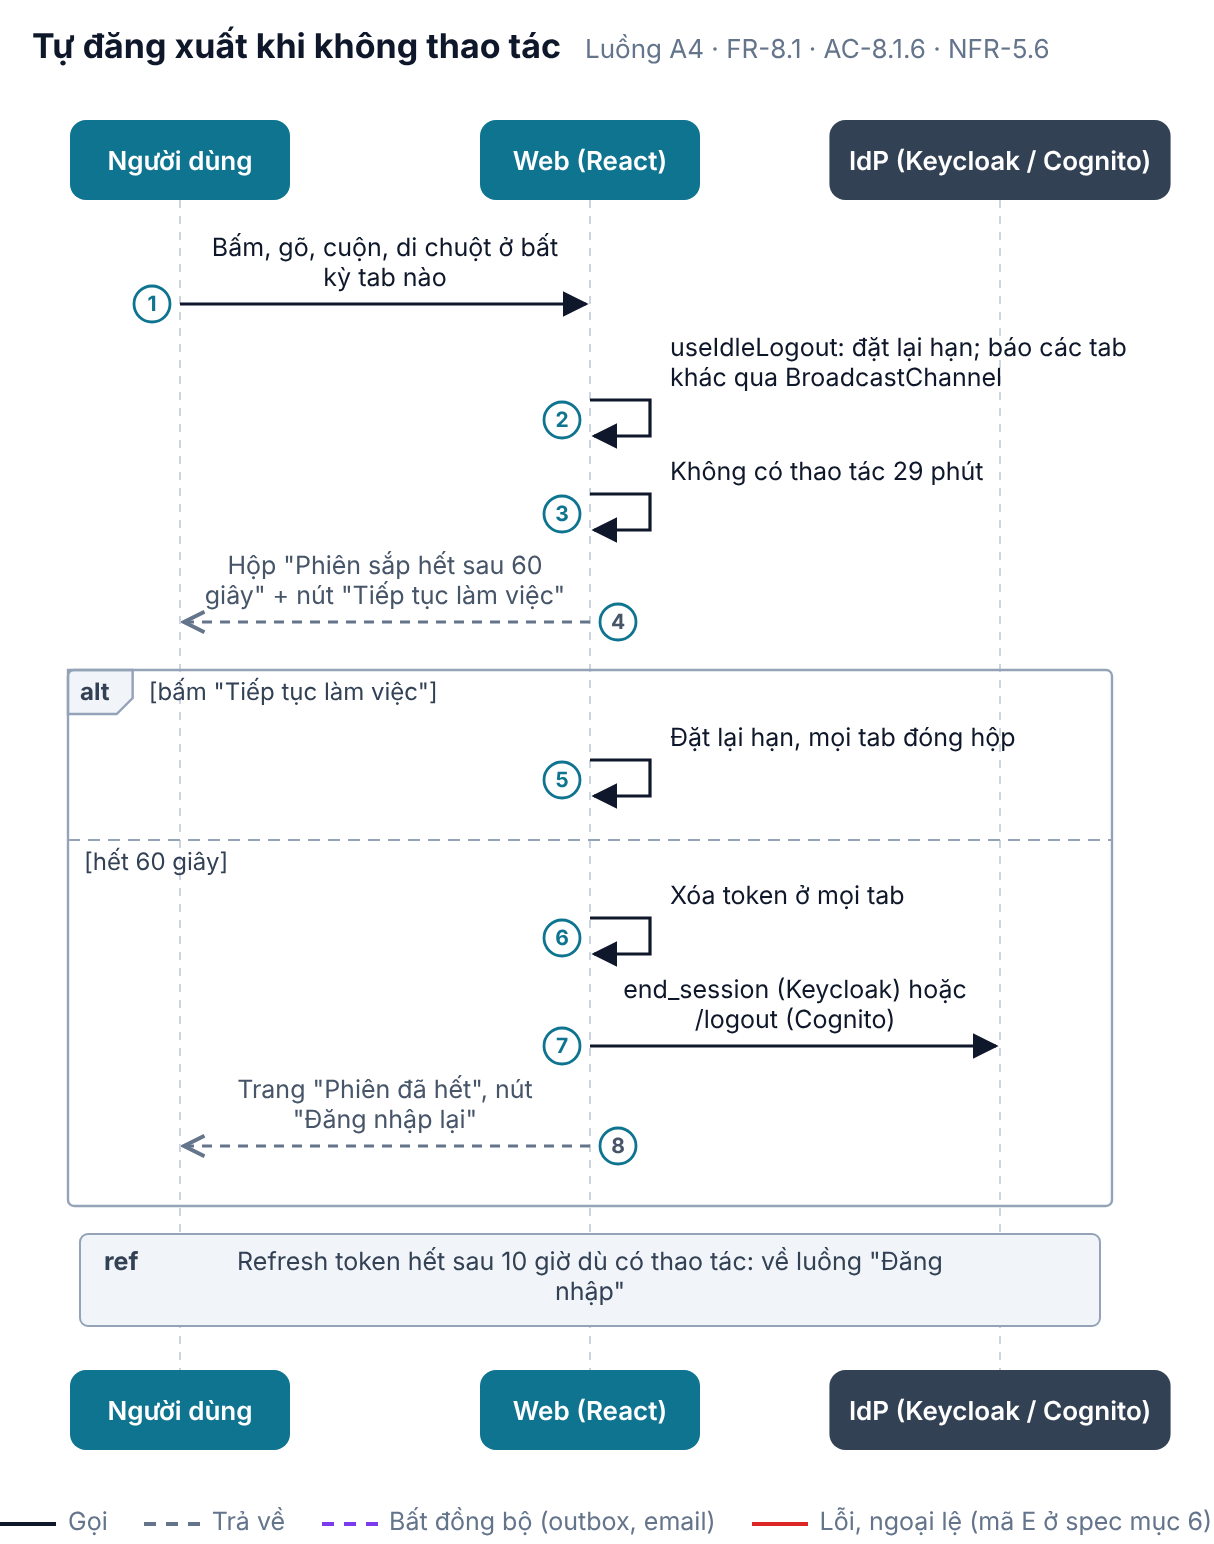 Tự đăng xuất khi không thao tác Luồng A4 · FR-8.1 · AC-8.1.6 · NFR-5.6
Người dùng Web (React) IdP (Keycloak / Cognito)
Bấm, gõ, cuộn, di chuột ở bất
kỳ tab nào
1
useIdleLogout: đặt lại hạn; báo các tab
khác qua BroadcastChannel
2
Không có thao tác 29 phút
3
Hộp "Phiên sắp hết sau 60
giây" + nút "Tiếp tục làm việc"
4
alt [bấm "Tiếp tục làm việc"]
Đặt lại hạn, mọi tab đóng hộp
5
[hết 60 giây]
Xóa token ở mọi tab
6
end_session (Keycloak) hoặc
/logout (Cognito)
7
Trang "Phiên đã hết", nút
"Đăng nhập lại"
8
ref Refresh token hết sau 10 giờ dù có thao tác: về luồng "Đăng
nhập"
Người dùng Web (React) IdP (Keycloak / Cognito)
Gọi Trả về Bất đồng bộ (outbox, email) Lỗi, ngoại lệ (mã E ở spec mục 6)